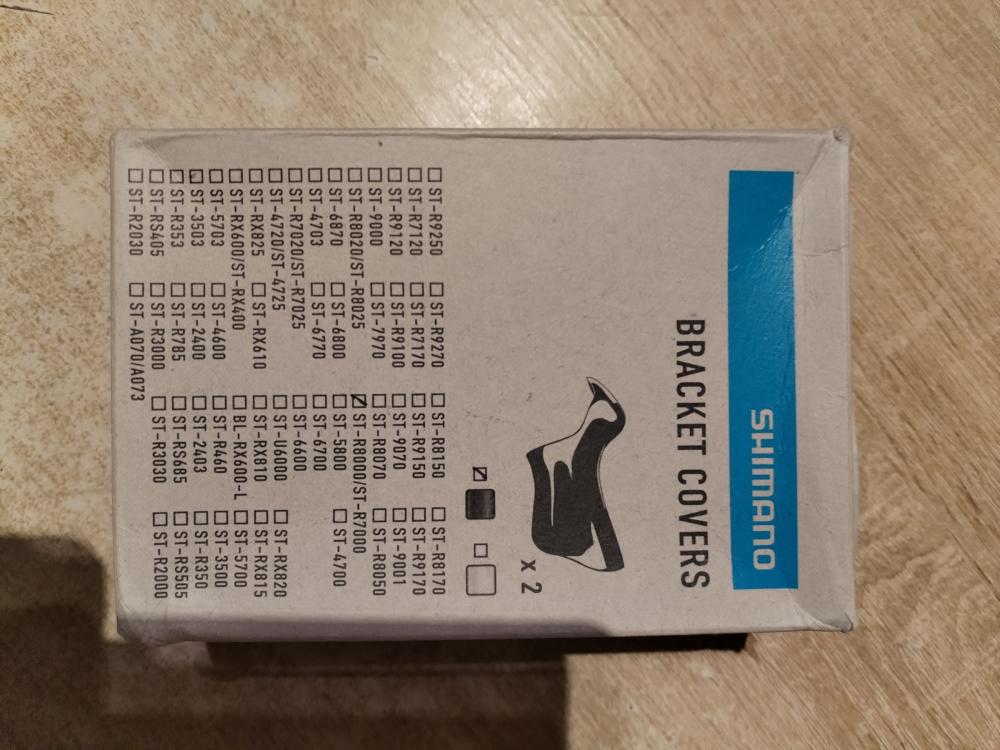 SHIMANO
BRACKET COVERS
x 2
☐ ST-R9250 ☐ ST-R9270 ☐ ST-R8150 ☐ ST-R8170
☐ ST-R7120 ☐ ST-R7170 ☐ ST-R9150 ☐ ST-R9170
☐ ST-R9120 ☐ ST-R9100 ☐ ST-9070 ☐ ST-9001
☐ ST-9000 ☐ ST-7970 ☐ ST-R8070 ☐ ST-R8050
☐ ST-R8020/ST-R8025 ☑ ST-R8000/ST-R7000
☐ ST-6870 ☐ ST-6800 ☐ ST-5800 ☐ ST-4700
☐ ST-4703 ☐ ST-6770 ☐ ST-6700
☐ ST-R7020/ST-R7025 ☐ ST-6600
☐ ST-4720/ST-4725 ☐ ST-U6000 ☐ ST-RX820
☐ ST-RX825 ☐ ST-RX610 ☐ ST-RX810 ☐ ST-RX815
☐ ST-RX600/ST-RX400 ☐ BL-RX600-L ☐ ST-5700
☐ ST-5703 ☐ ST-4600 ☐ ST-R460 ☐ ST-3500
☐ ST-3503 ☐ ST-2400 ☐ ST-2403 ☐ ST-R350
☐ ST-R353 ☐ ST-R785 ☐ ST-RS685 ☐ ST-RS505
☐ ST-RS405 ☐ ST-R3000 ☐ ST-R3030 ☐ ST-R2000
☐ ST-R2030 ☐ ST-A070/A073